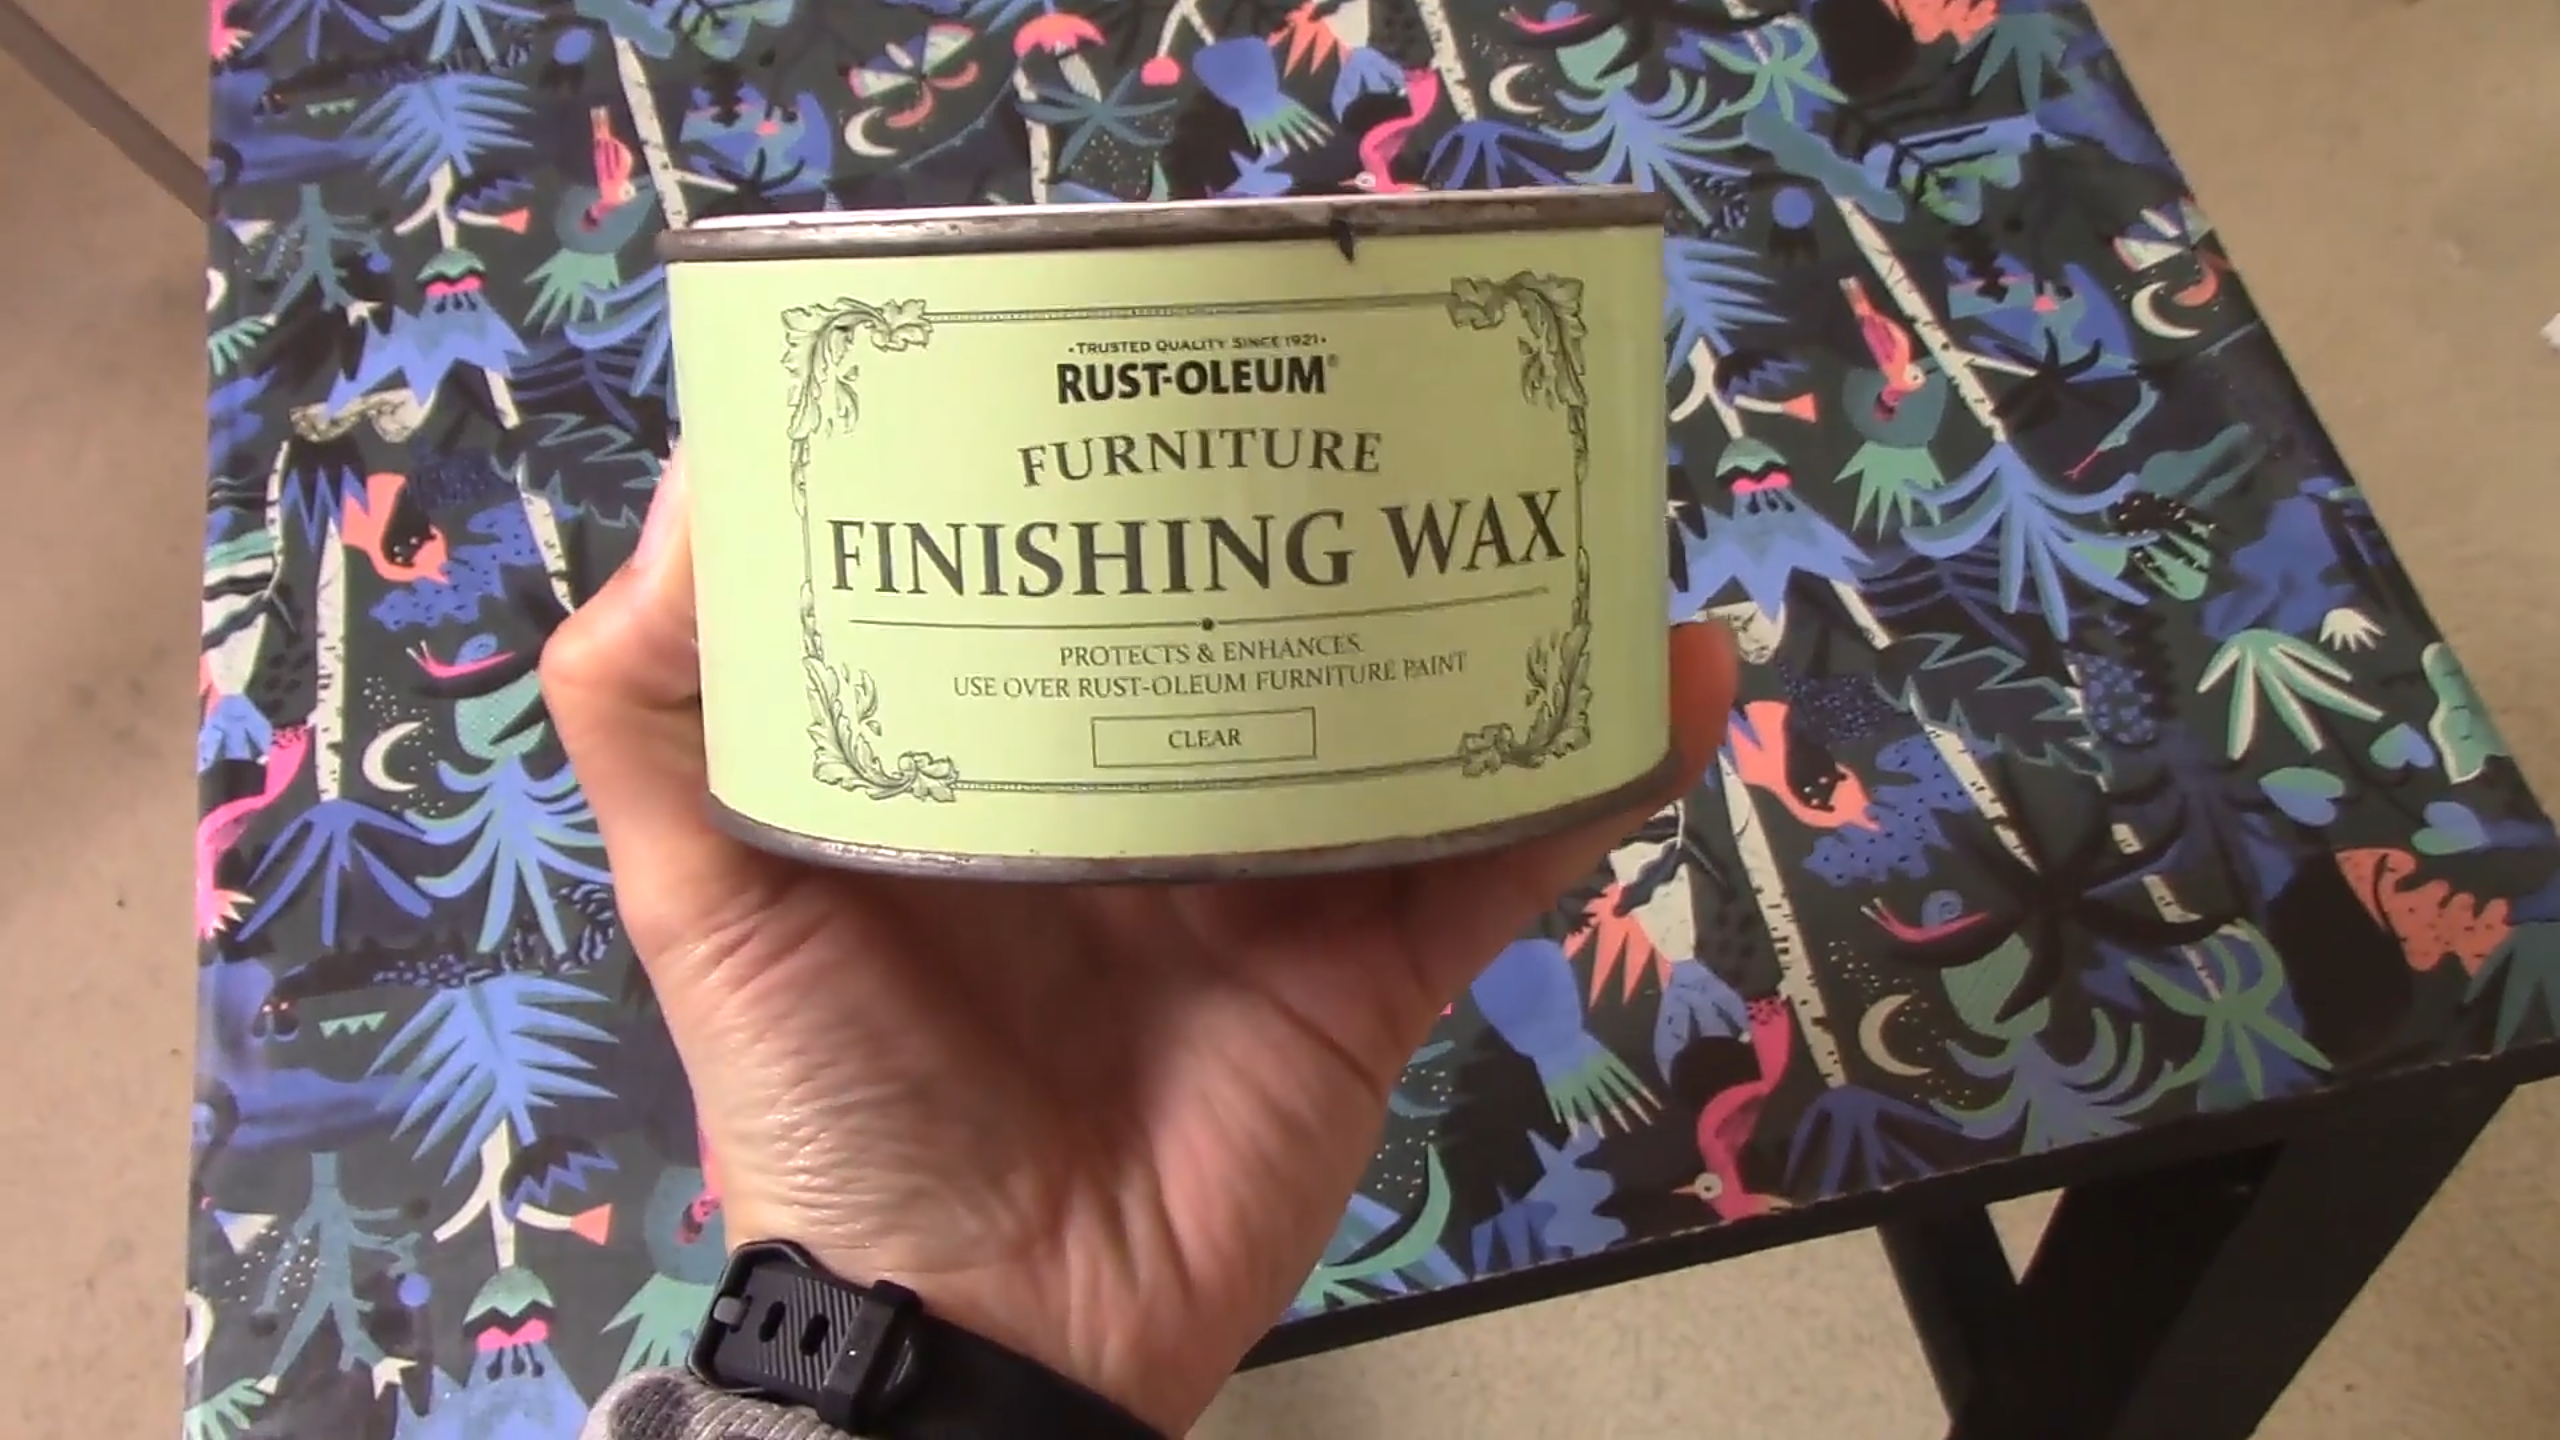 ·TRUSTED QUALITY SINCE 1921·
RUST-OLEUM®
FURNITURE
FINISHING WAX
PROTECTS & ENHANCES.
USE OVER RUST-OLEUM FURNITURE PAINT
CLEAR